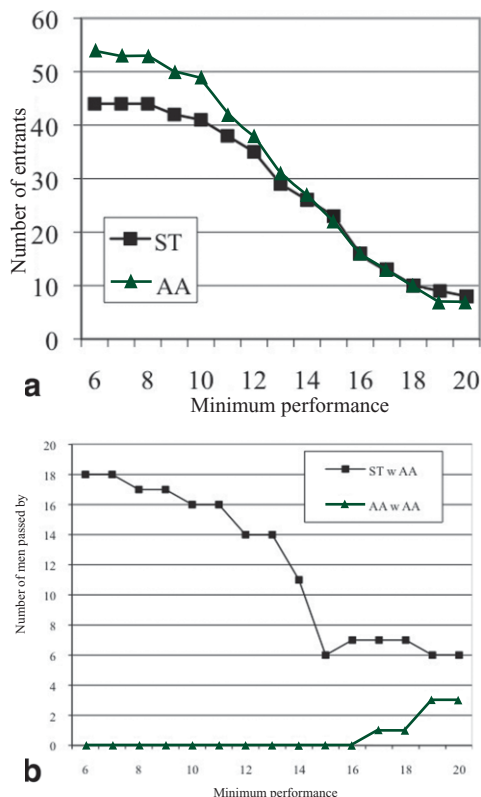 60
50
40
30
20
10
0
Number of entrants
ST
AA
6 8 10 12 14 16 18 20
Minimum performance
a
20
18
16
14
12
10
8
6
4
2
0
Number of men passed by
ST w AA
AA w AA
6 8 10 12 14 16 18 20
Minimum performance
b